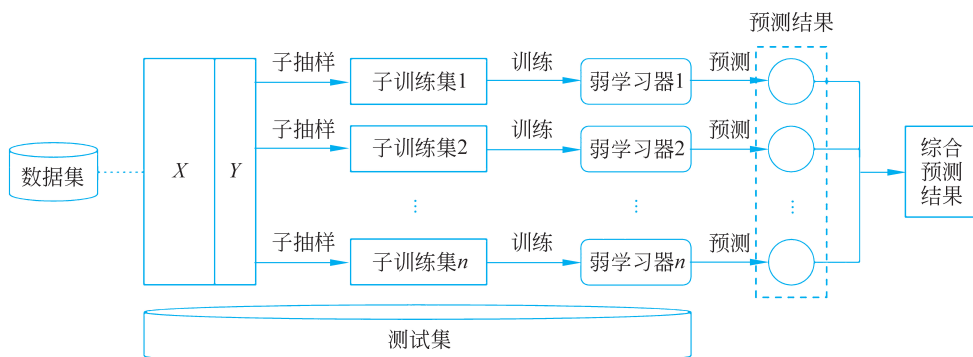 预测结果
子抽样
子训练集1
训练
弱学习器1
预测
子抽样
子训练集2
训练
弱学习器2
预测
数据集
X
Y
综合
预测
结果
⋮
⋮
⋮
子抽样
子训练集n
训练
弱学习器n
预测
测试集